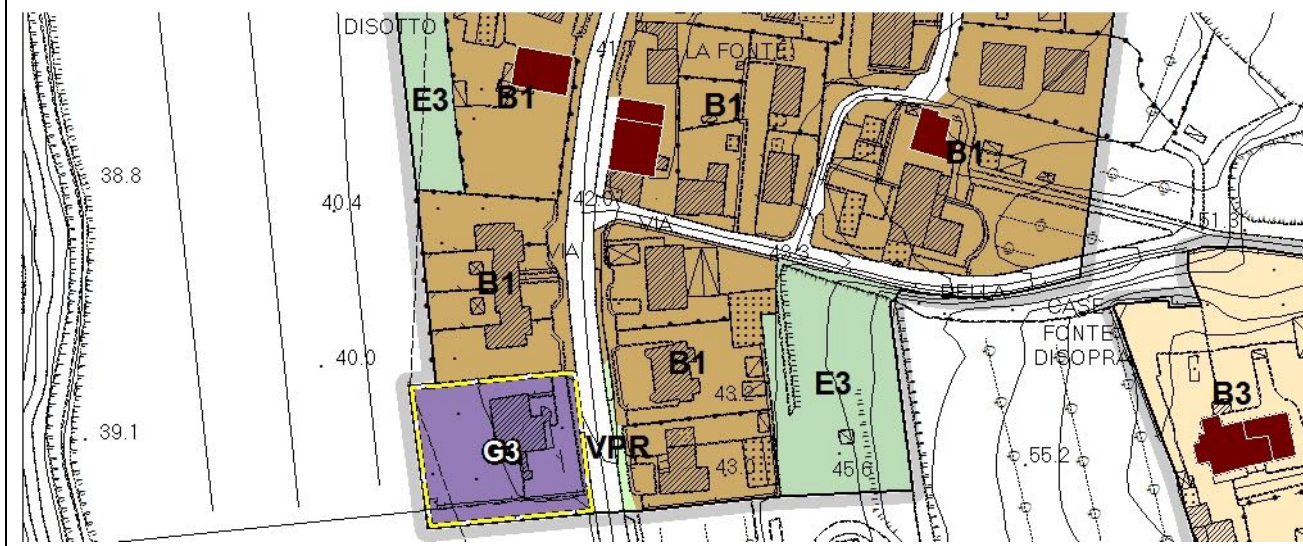 DISOTTO
LA FONTE
E3
B1
B1
38.8
B1
40.4
42.0
51.3
VIA
VIA
43.3
B1
DELLA
CASE
FONTE
DISOPRA
40.0
B1
E3
43.2
B3
39.1
G3
VPR
43.0
45.6
55.2